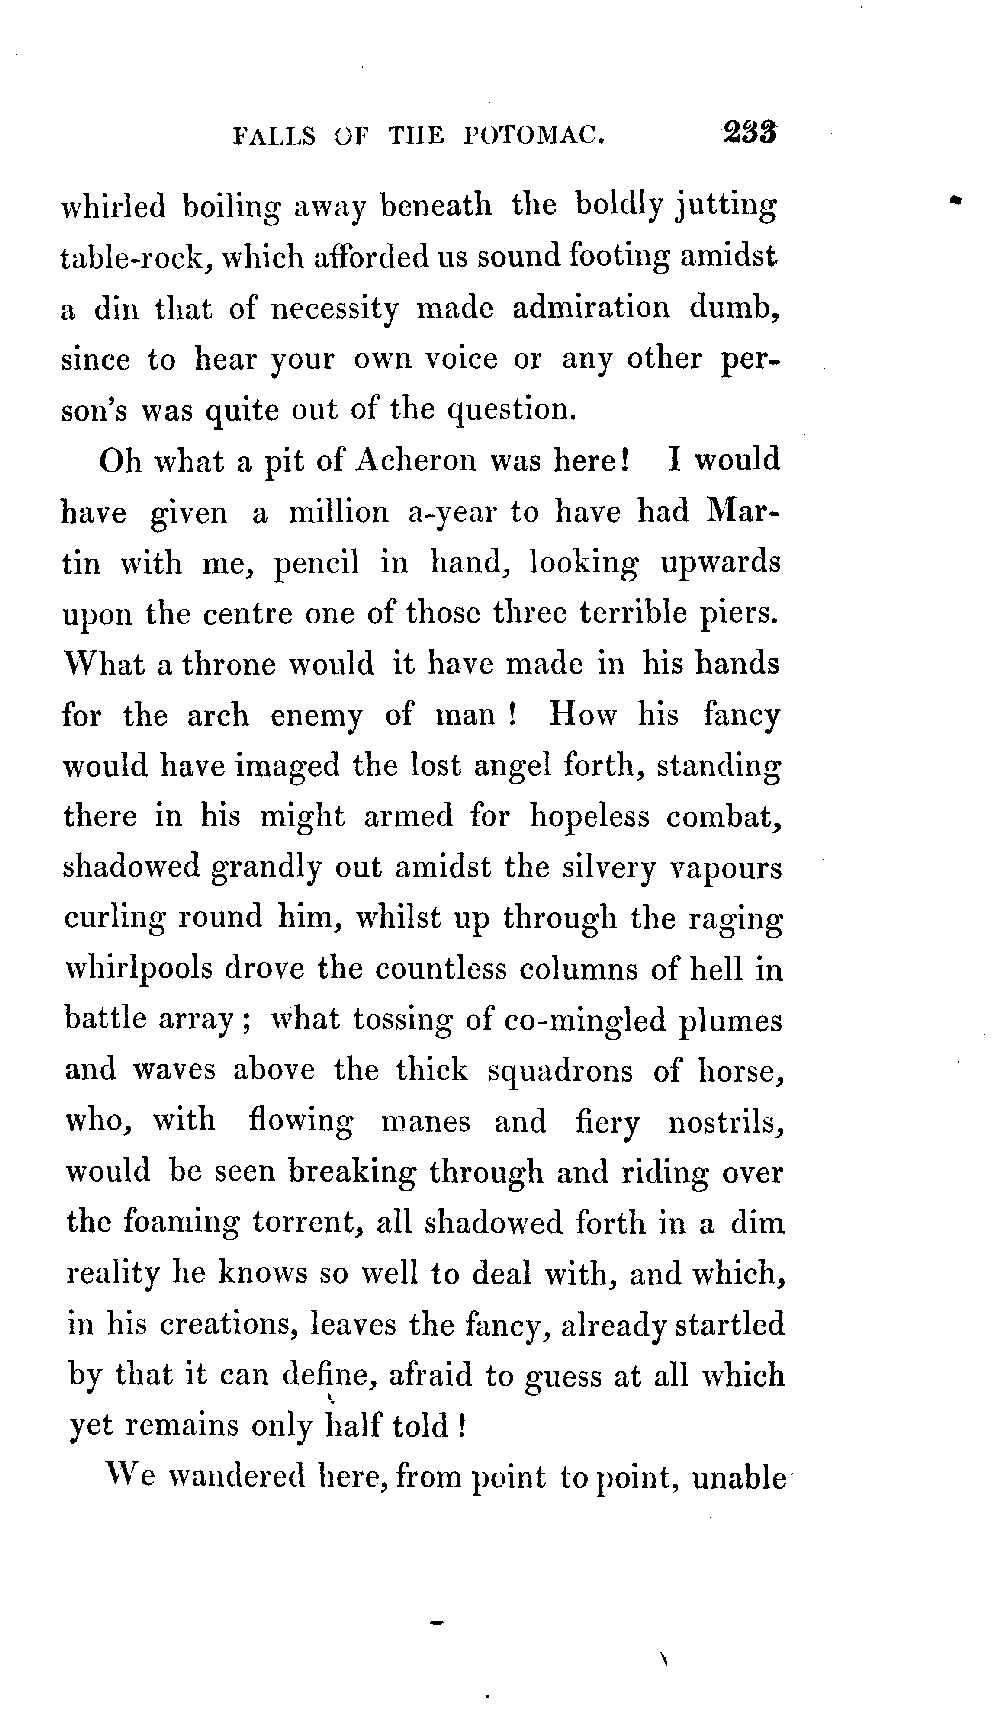 FALLS OF THE POTOMAC. 233
whirled boiling away beneath the boldly jutting
table-rock, which afforded us sound footing amidst
a din that of necessity made admiration dumb,
since to hear your own voice or any other per-
son's was quite out of the question.
Oh what a pit of Acheron was here! I would
have given a million a-year to have had Mar-
tin with me, pencil in hand, looking upwards
upon the centre one of those three terrible piers.
What a throne would it have made in his hands
for the arch enemy of man ! How his fancy
would have imaged the lost angel forth, standing
there in his might armed for hopeless combat,
shadowed grandly out amidst the silvery vapours
curling round him, whilst up through the raging
whirlpools drove the countless columns of hell in
battle array ; what tossing of co-mingled plumes
and waves above the thick squadrons of horse,
who, with flowing manes and fiery nostrils,
would be seen breaking through and riding over
the foaming torrent, all shadowed forth in a dim
reality he knows so well to deal with, and which,
in his creations, leaves the fancy, already startled
by that it can define, afraid to guess at all which
yet remains only half told !
We wandered here, from point to point, unable